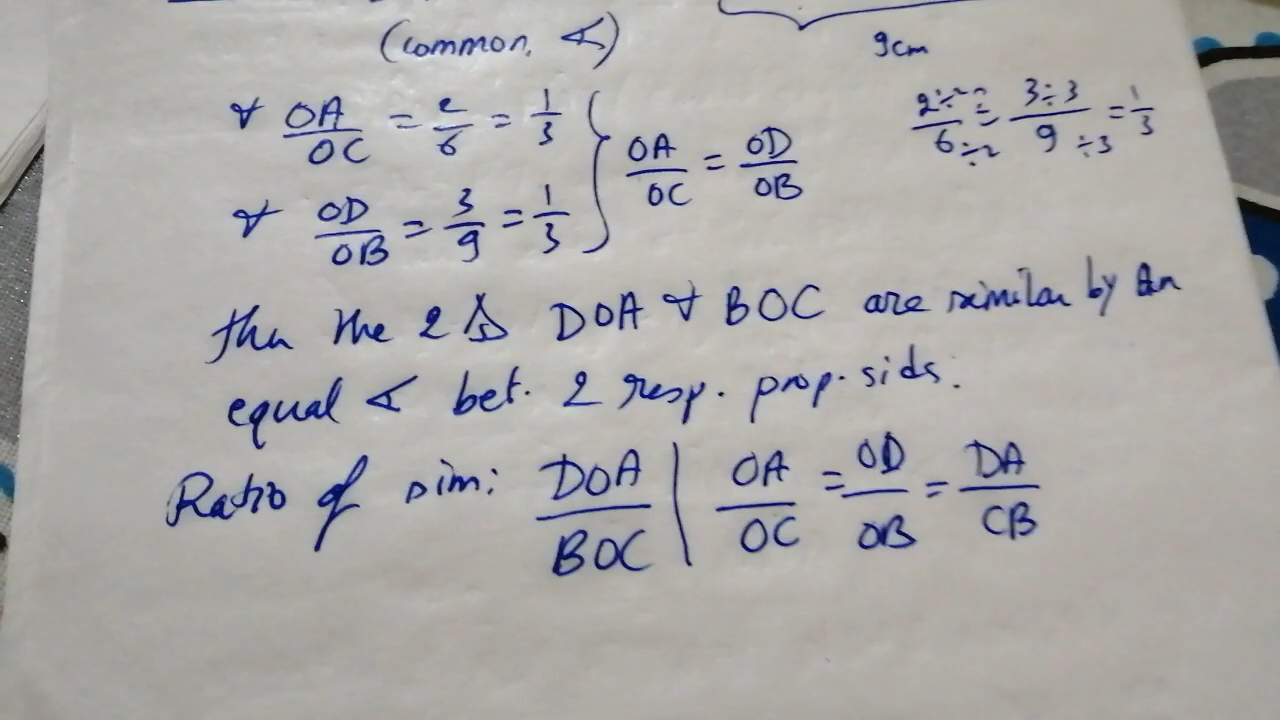 (common ∢)
9cm
∀ OA/OC = 2/6 = 1/3 } OA/OC = OD/OB
2÷2/6÷2 = 3÷3/9÷3 = 1/3
∀ OD/OB = 3/9 = 1/3
then the 2 Δs DOA & BOC are similar by an
equal ∢ bet. 2 resp. prop. sids.
Ratio of sim: DOA/BOC | OA/OC = OD/OB = DA/CB